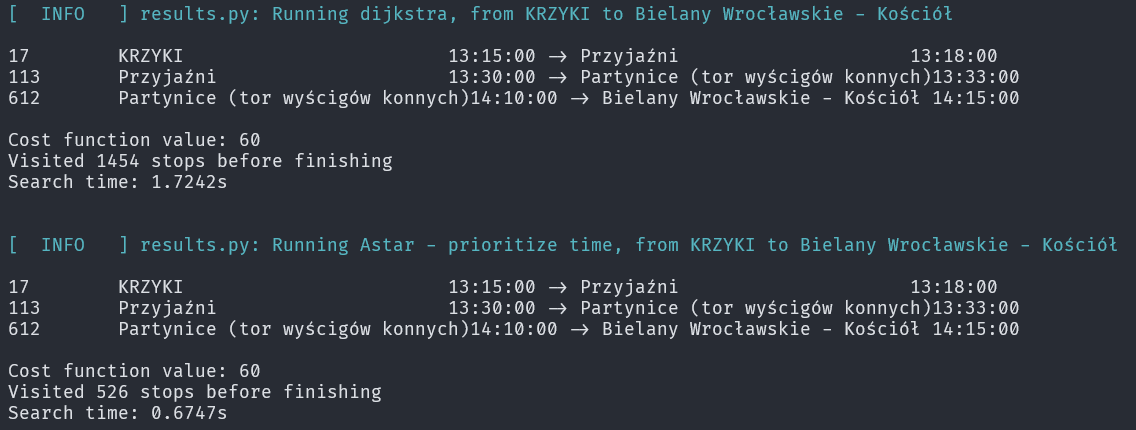 [  INFO   ] results.py: Running dijkstra, from KRZYKI to Bielany Wrocławskie - Kościół
17        KRZYKI                        13:15:00 -> Przyjaźni                     13:18:00
113       Przyjaźni                     13:30:00 -> Partynice (tor wyścigów konnych)13:33:00
612       Partynice (tor wyścigów konnych)14:10:00 -> Bielany Wrocławskie - Kościół 14:15:00
Cost function value: 60
Visited 1454 stops before finishing
Search time: 1.7242s
[  INFO   ] results.py: Running Astar - prioritize time, from KRZYKI to Bielany Wrocławskie - Kościół
17        KRZYKI                        13:15:00 -> Przyjaźni                     13:18:00
113       Przyjaźni                     13:30:00 -> Partynice (tor wyścigów konnych)13:33:00
612       Partynice (tor wyścigów konnych)14:10:00 -> Bielany Wrocławskie - Kościół 14:15:00
Cost function value: 60
Visited 526 stops before finishing
Search time: 0.6747s